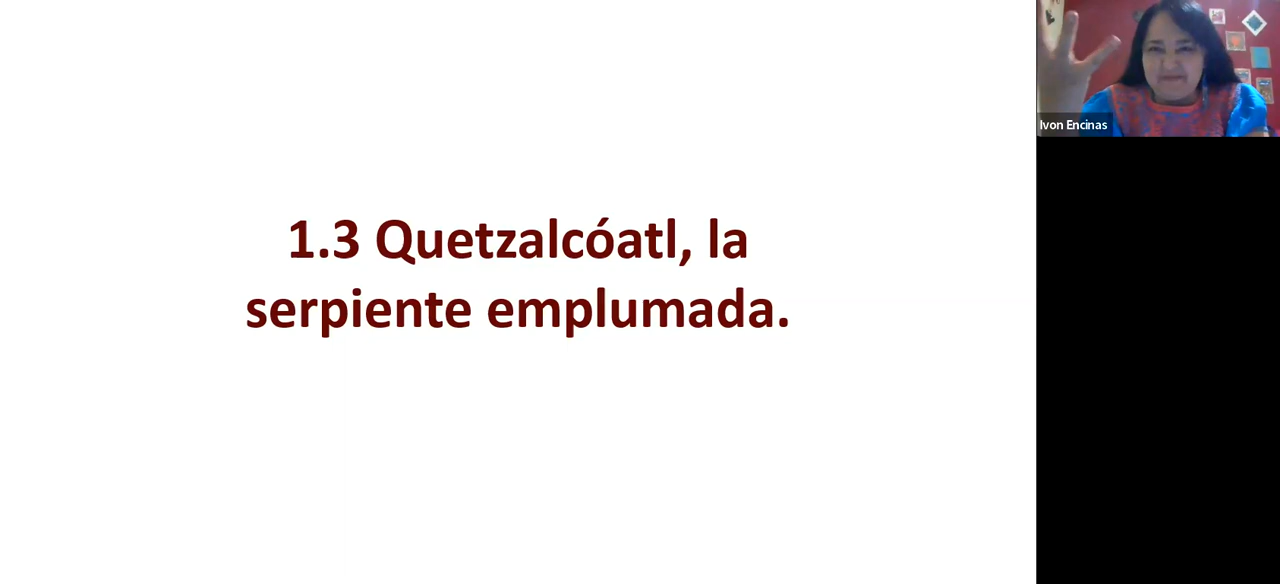 1.3 Quetzalcóatl, la
serpiente emplumada.
Ivon Encinas